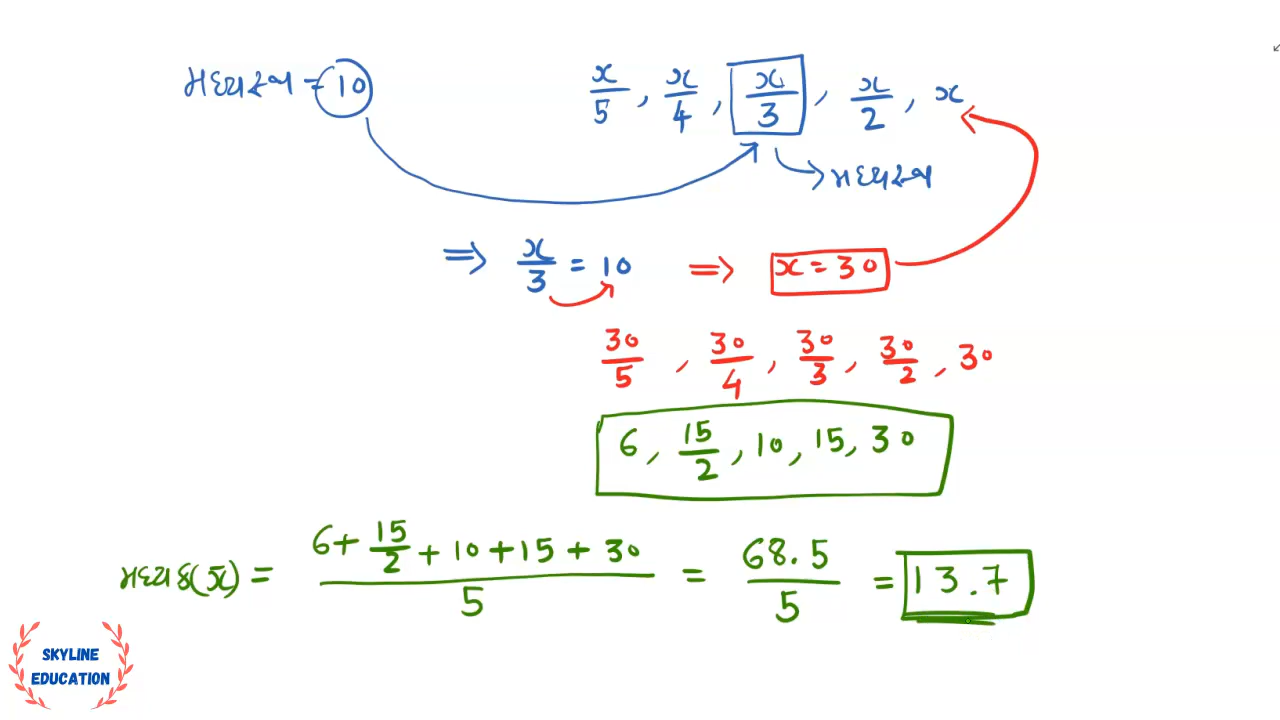 મધ્યસ્થ = 10
x/5, x/4, x/3, x/2, x
મધ્યસ્થ
⇒ x/3 = 10 ⇒ x = 30
30/5, 30/4, 30/3, 30/2, 30
6, 15/2, 10, 15, 30
મધ્યક(x̄) = (6 + 15/2 + 10 + 15 + 30)/5 = 68.5/5 = 13.7
SKYLINE
EDUCATION